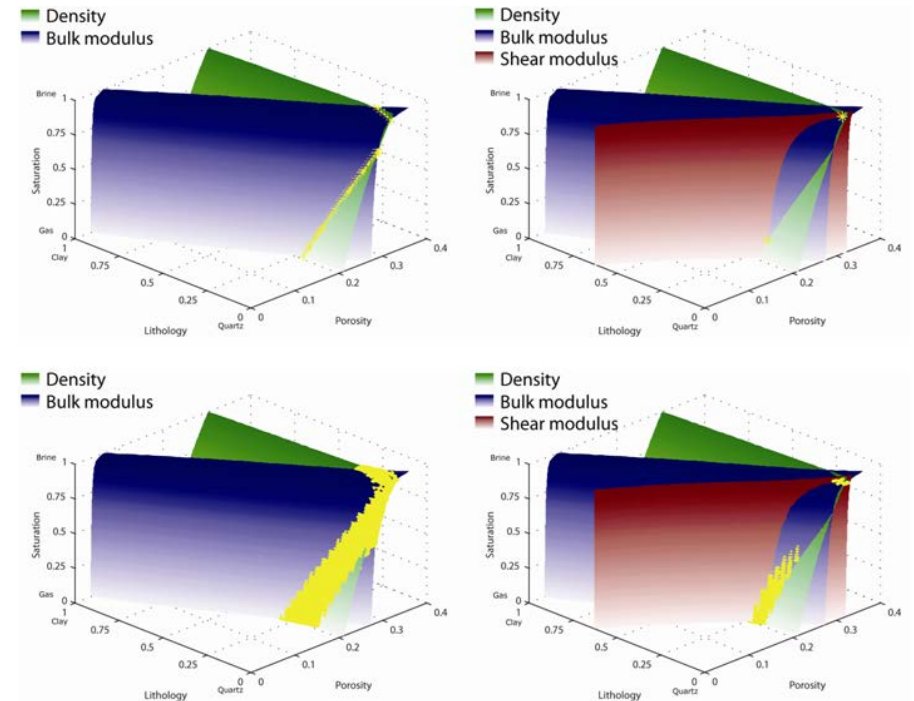 Density
Bulk modulus
Brine
1
0.75
0.5
0.25
Gas
0
1
Clay
0.75
0.5
0.25
0
Quartz
0
0.1
0.2
0.3
0.4
Saturation
Lithology
Porosity
Density
Bulk modulus
Shear modulus
Brine
1
0.75
0.5
0.25
Gas
0
1
Clay
0.75
0.5
0.25
0
Quartz
0
0.1
0.2
0.3
0.4
Saturation
Lithology
Porosity
Density
Bulk modulus
Brine
1
0.75
0.5
0.25
Gas
0
1
Clay
0.75
0.5
0.25
0
Quartz
0
0.1
0.2
0.3
0.4
Saturation
Lithology
Porosity
Density
Bulk modulus
Shear modulus
Brine
1
0.75
0.5
0.25
Gas
0
1
Clay
0.75
0.5
0.25
0
Quartz
0
0.1
0.2
0.3
0.4
Saturation
Lithology
Porosity